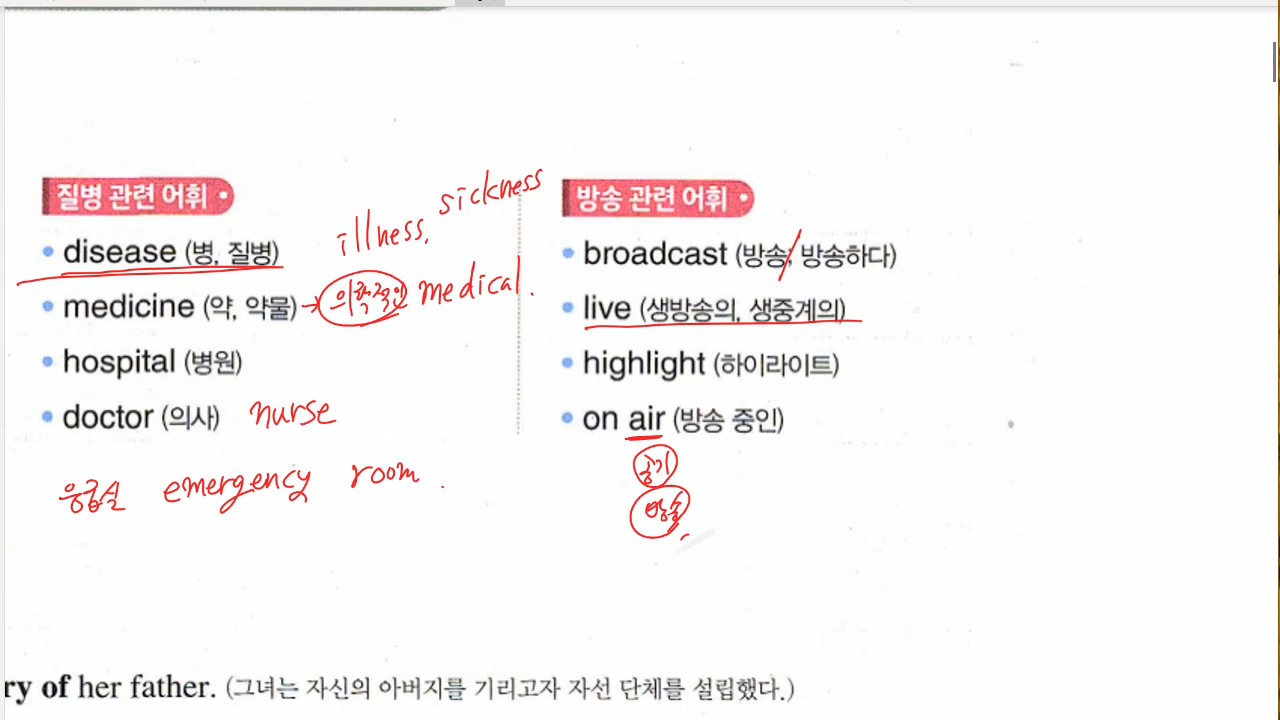 질병 관련 어휘
disease (병, 질병)
illness, sickness
medicine (약, 약물) → 의학적인 medical.
hospital (병원)
doctor (의사) nurse
응급실 emergency room.
방송 관련 어휘
broadcast (방송, 방송하다)
live (생방송의, 생중계의)
highlight (하이라이트)
on air (방송 중인)
공기
방송
ry of her father. (그녀는 자신의 아버지를 기리고자 자선 단체를 설립했다.)